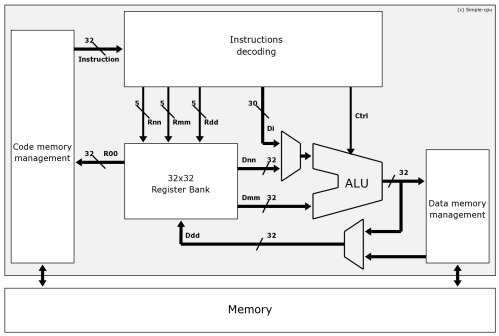 (c) Simple-cpu
32
Instruction
Instructions
decoding
5
Rnn
5
Rmm
5
Rdd
30
Di
Ctrl
Code memory
management
32
R00
32x32
Register Bank
Dnn
32
Dmm
32
ALU
32
Data memory
management
Ddd
32
Memory